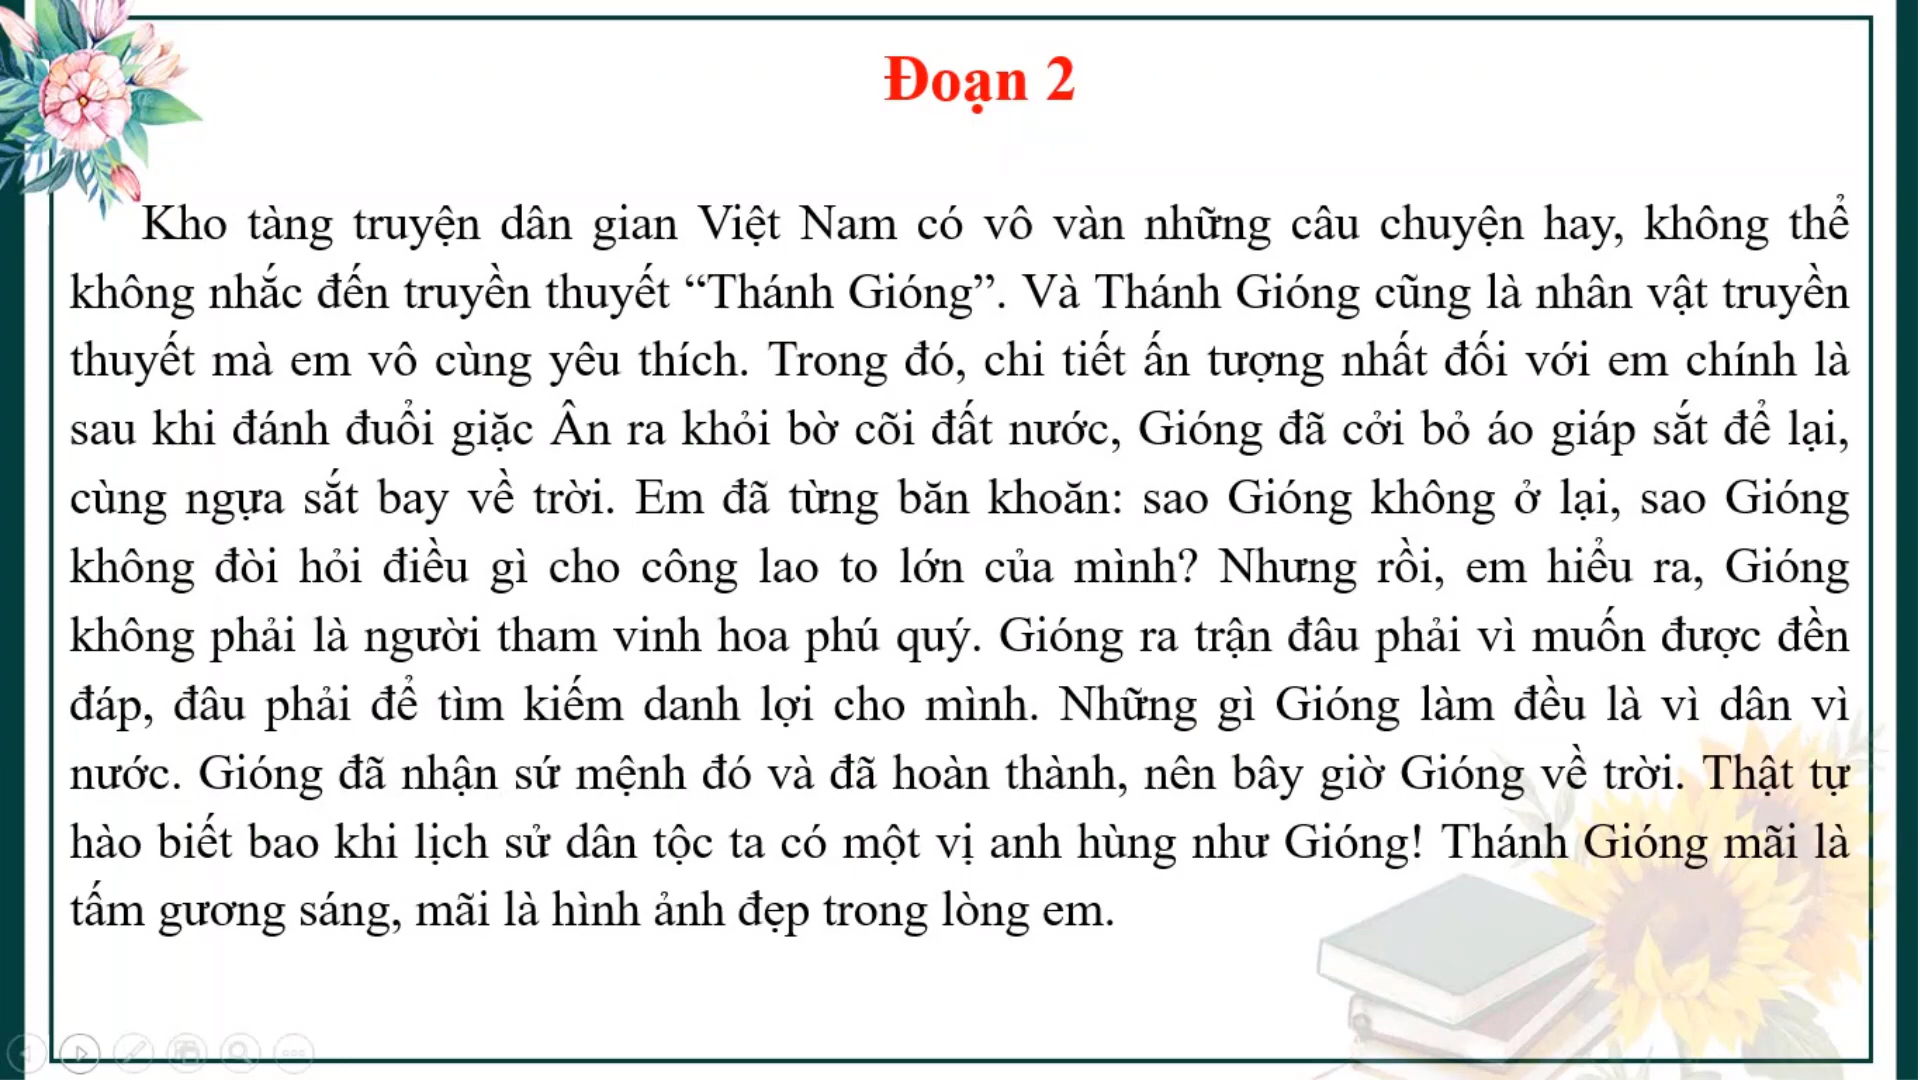 Đoạn 2
Kho tàng truyện dân gian Việt Nam có vô vàn những câu chuyện hay, không thể
không nhắc đến truyền thuyết “Thánh Gióng”. Và Thánh Gióng cũng là nhân vật truyền
thuyết mà em vô cùng yêu thích. Trong đó, chi tiết ấn tượng nhất đối với em chính là
sau khi đánh đuổi giặc Ân ra khỏi bờ cõi đất nước, Gióng đã cởi bỏ áo giáp sắt để lại,
cùng ngựa sắt bay về trời. Em đã từng băn khoăn: sao Gióng không ở lại, sao Gióng
không đòi hỏi điều gì cho công lao to lớn của mình? Nhưng rồi, em hiểu ra, Gióng
không phải là người tham vinh hoa phú quý. Gióng ra trận đâu phải vì muốn được đền
đáp, đâu phải để tìm kiếm danh lợi cho mình. Những gì Gióng làm đều là vì dân vì
nước. Gióng đã nhận sứ mệnh đó và đã hoàn thành, nên bây giờ Gióng về trời. Thật tự
hào biết bao khi lịch sử dân tộc ta có một vị anh hùng như Gióng! Thánh Gióng mãi là
tấm gương sáng, mãi là hình ảnh đẹp trong lòng em.